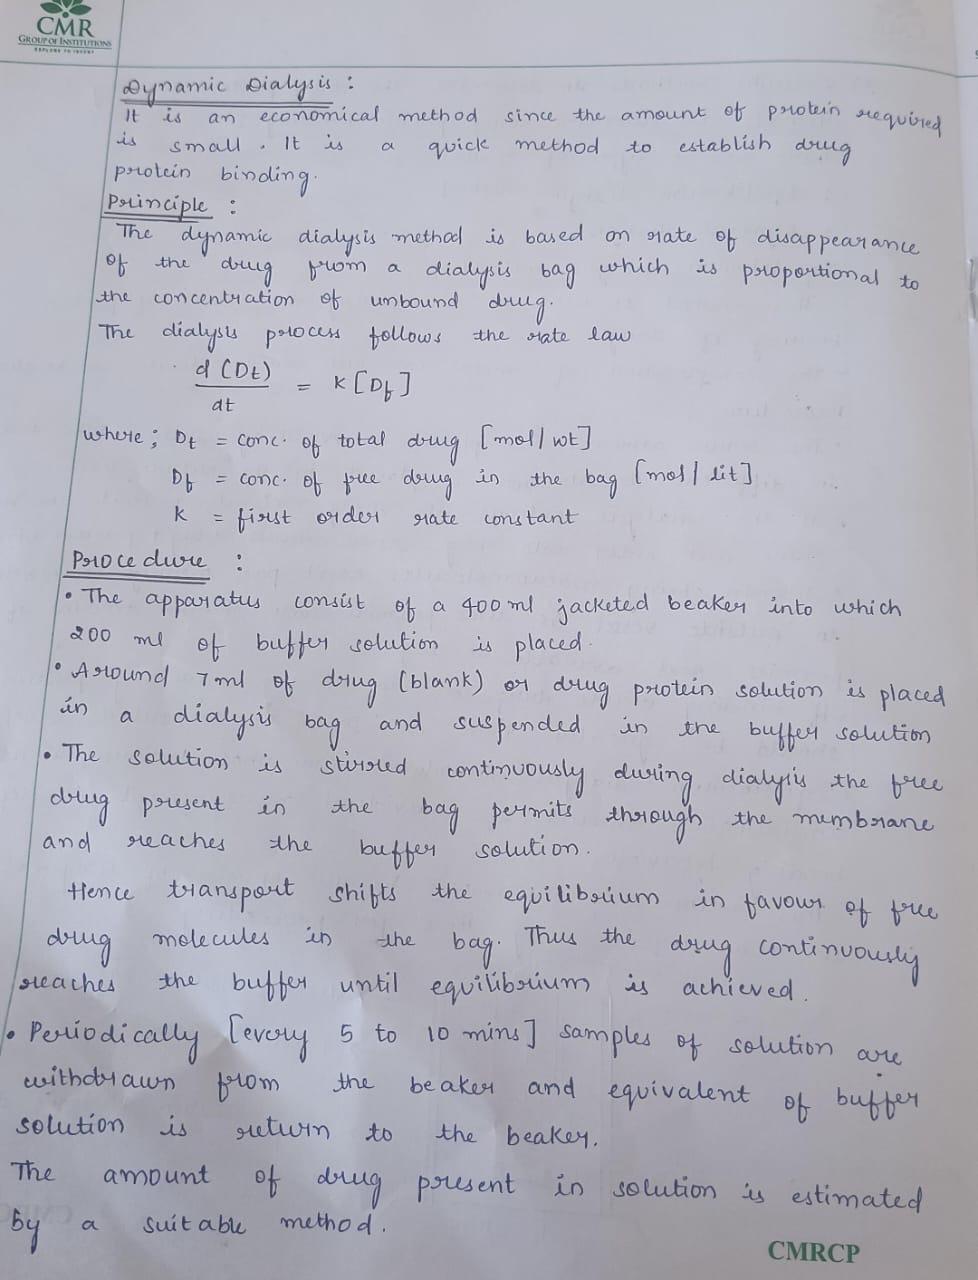 CMR
GROUP OF INSTITUTIONS
EXPLORE TO INVENT
Dynamic Dialysis :
It is an economical method since the amount of protein required
is small. It is a quick method to establish drug
protein binding.
Principle :
The dynamic dialysis method is based on rate of disappearance
of the drug from a dialysis bag which is proportional to
the concentration of unbound drug.
The dialysis process follows the rate law
d (Dt)
dt
= K [Df]
where ; Dt = conc. of total drug [mol / wt]
Df = conc. of free drug in the bag [mol / lit]
K = first order rate constant
Procedure :
• The apparatus consist of a 400 ml jacketed beaker into which
200 ml of buffer solution is placed.
• Around 7ml of drug (blank) or drug protein solution is placed
in a dialysis bag and suspended in the buffer solution
• The solution is stirred continuously during dialysis the free
drug present in the bag permits through the membrane
and reaches the buffer solution.
Hence transport shifts the equilibrium in favour of free
drug molecules in the bag. Thus the drug continuously
reaches the buffer until equilibrium is achieved.
• Periodically [every 5 to 10 mins] samples of solution are
withdrawn from the beaker and equivalent of buffer
solution is return to the beaker.
The amount of drug present in solution is estimated
by a suitable method.
CMRCP